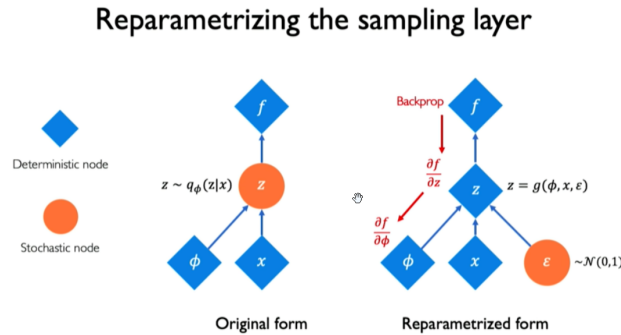 Reparametrizing the sampling layer
Deterministic node
Stochastic node
f
z ~ qϕ(z|x)
z
ϕ
x
Original form
Backprop
f
∂f
∂z
z
z = g(ϕ, x, ε)
∂f
∂ϕ
ϕ
x
ε
~𝒩(0,1)
Reparametrized form